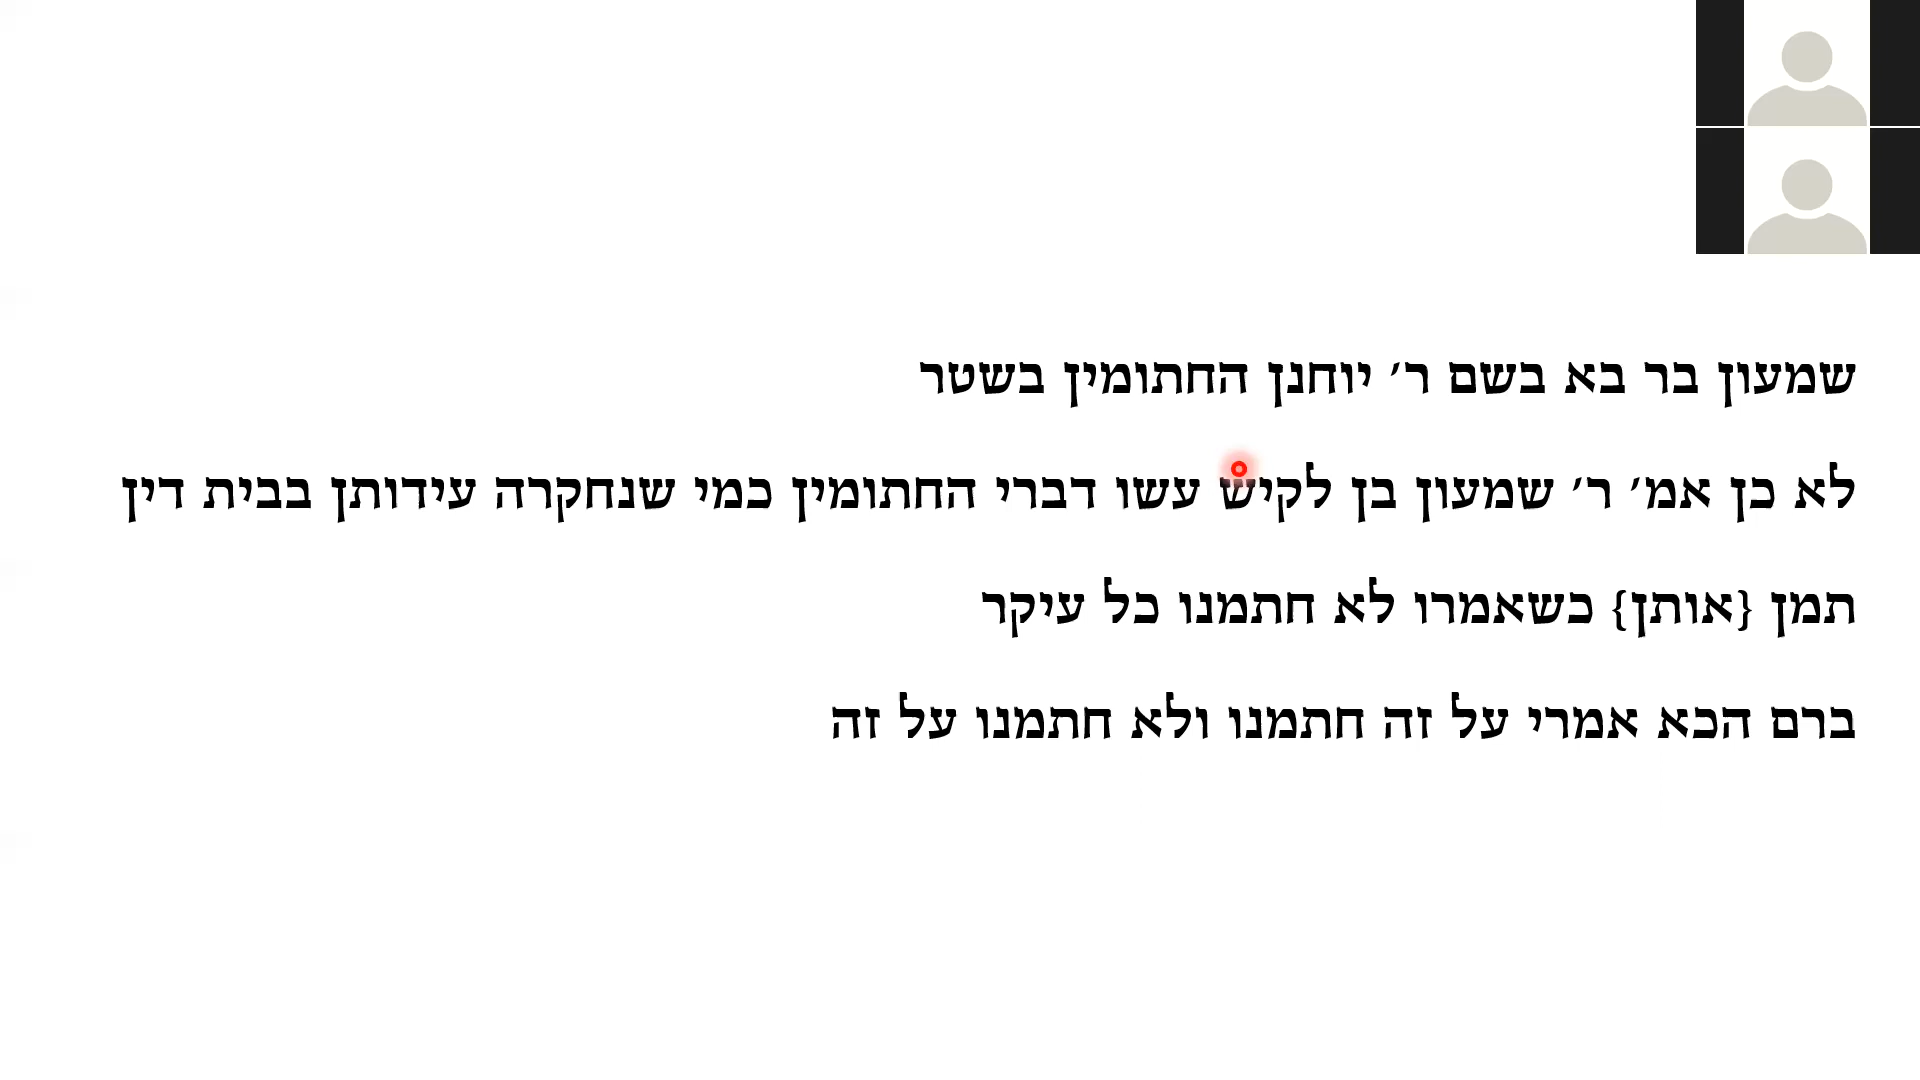 שמעון בר בא בשם ר׳ יוחנן החתומין בשטר
לא כן אמ׳ ר׳ שמעון בן לקיש עשו דברי החתומין כמי שנחקרה עידותן בבית דין
תמן {אותן} כשאמרו לא חתמנו כל עיקר
ברם הכא אמרי על זה חתמנו ולא חתמנו על זה